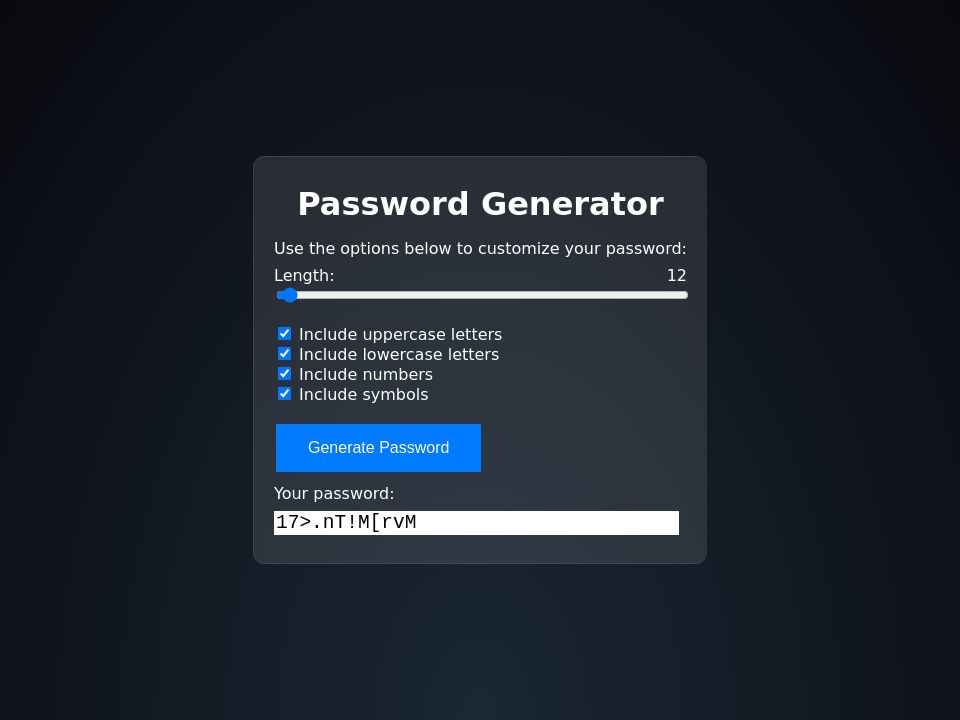 Password Generator
Use the options below to customize your password:
Length: 12
Include uppercase letters
Include lowercase letters
Include numbers
Include symbols
Generate Password
Your password:
17>.nT!M[rvM